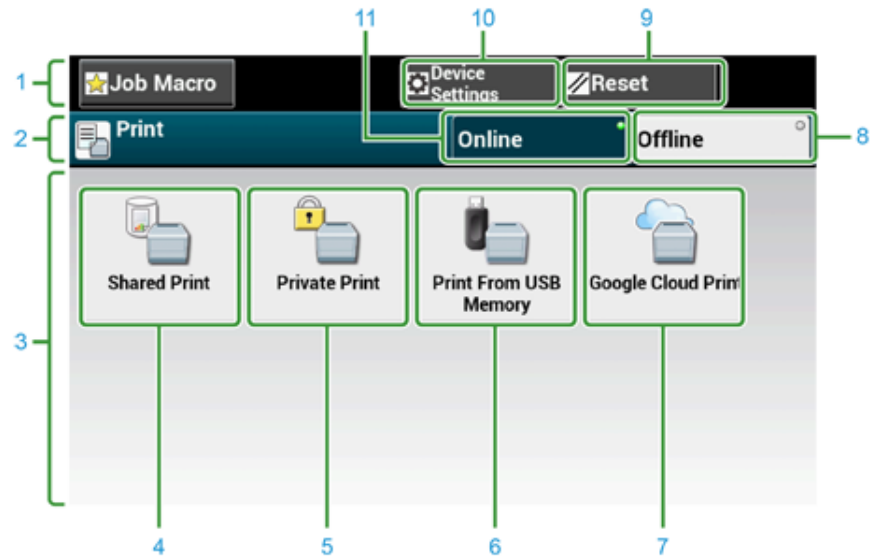 11
10
9
1
Job Macro
Device
Settings
Reset
2
Print
Online
Offline
8
3
Shared Print
Private Print
Print From USB
Memory
Google Cloud Print
4
5
6
7